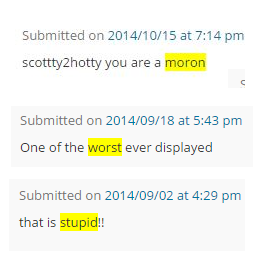 Submitted on 2014/10/15 at 7:14 pm
scottty2hotty you are a moron
Submitted on 2014/09/18 at 5:43 pm
One of the worst ever displayed
Submitted on 2014/09/02 at 4:29 pm
that is stupid!!